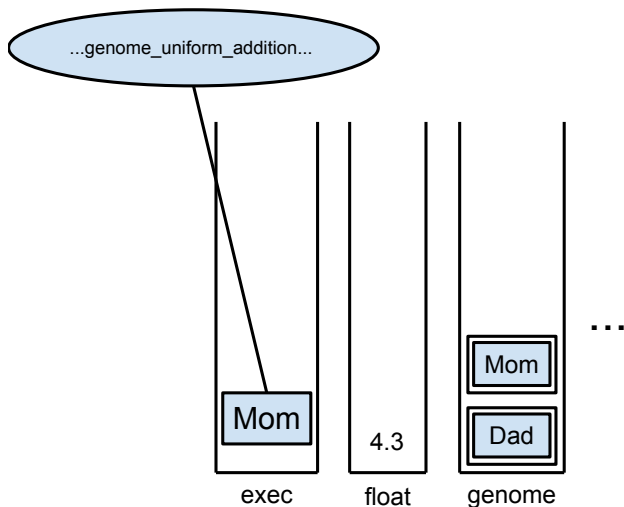 ...genome_uniform_addition...
...
Mom
Mom
Dad
4.3
exec float genome